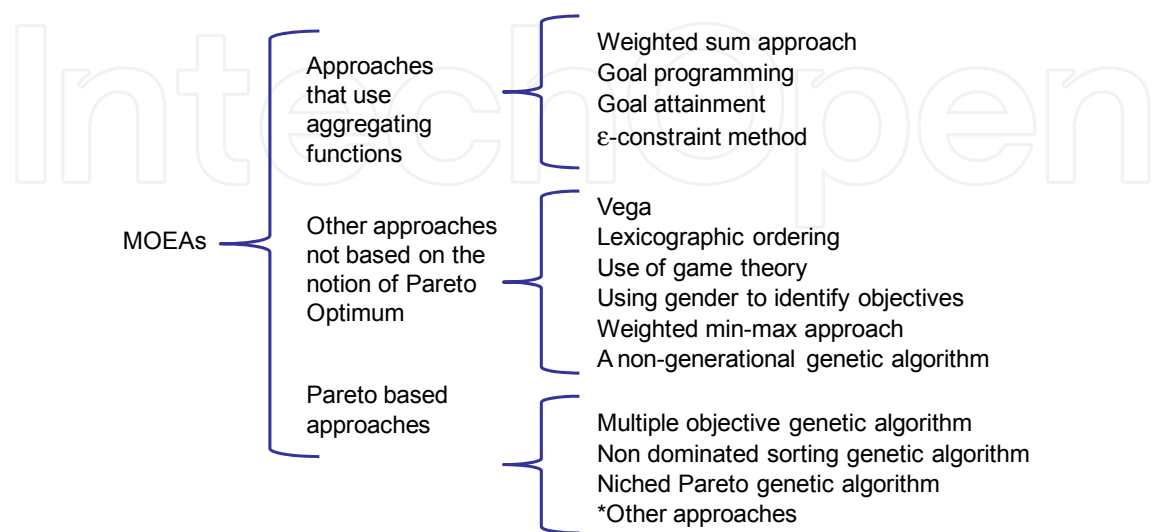 IntechOpen
MOEAs
Approaches
that use
aggregating
functions
Weighted sum approach
Goal programming
Goal attainment
ε-constraint method
Other approaches
not based on the
notion of Pareto
Optimum
Vega
Lexicographic ordering
Use of game theory
Using gender to identify objectives
Weighted min-max approach
A non-generational genetic algorithm
Pareto based
approaches
Multiple objective genetic algorithm
Non dominated sorting genetic algorithm
Niched Pareto genetic algorithm
*Other approaches